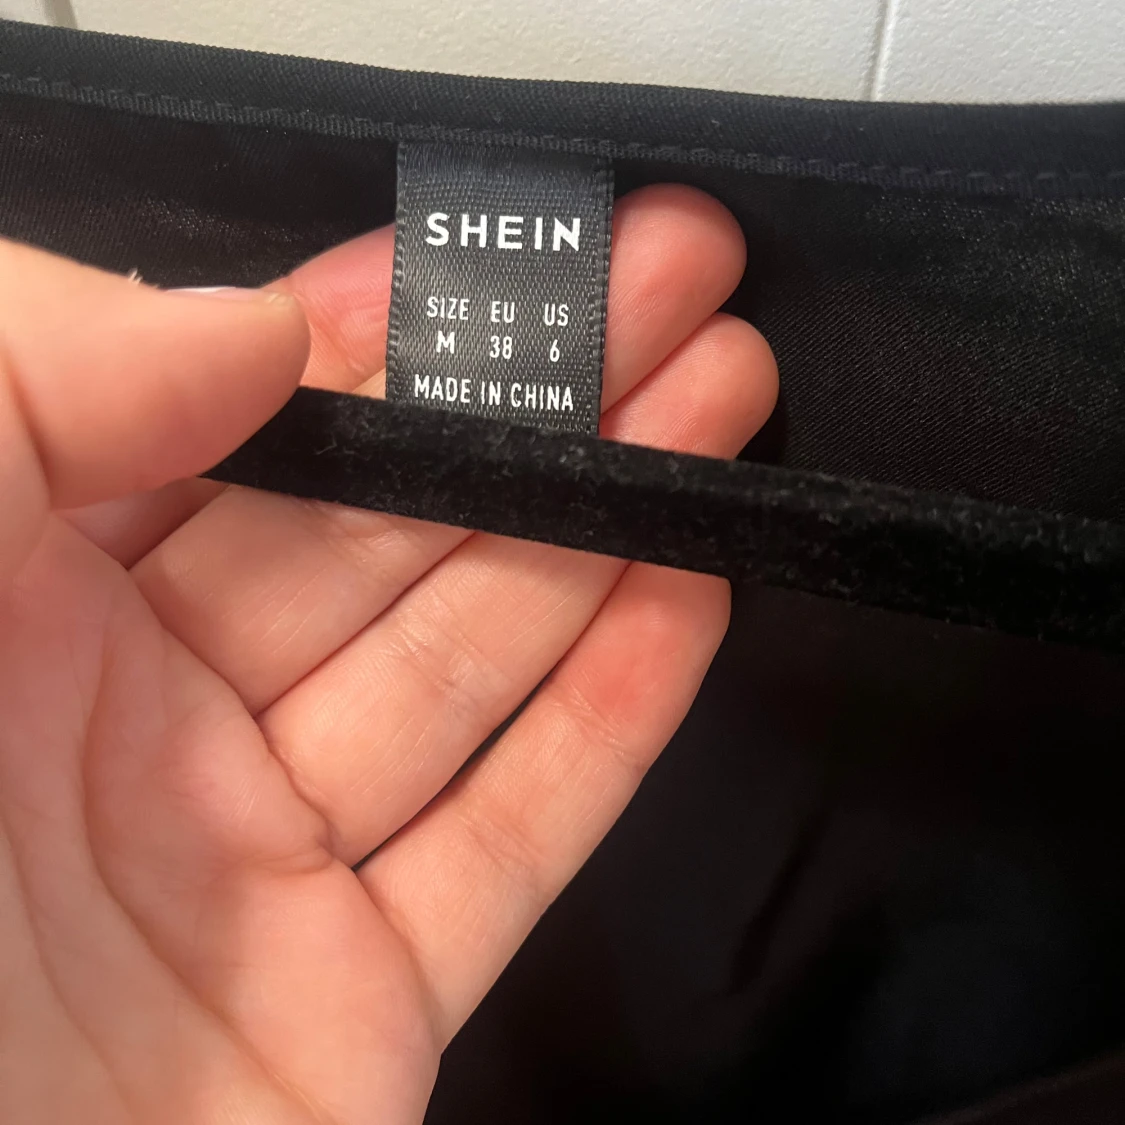 SHEIN
SIZE EU US
M 38 6
MADE IN CHINA